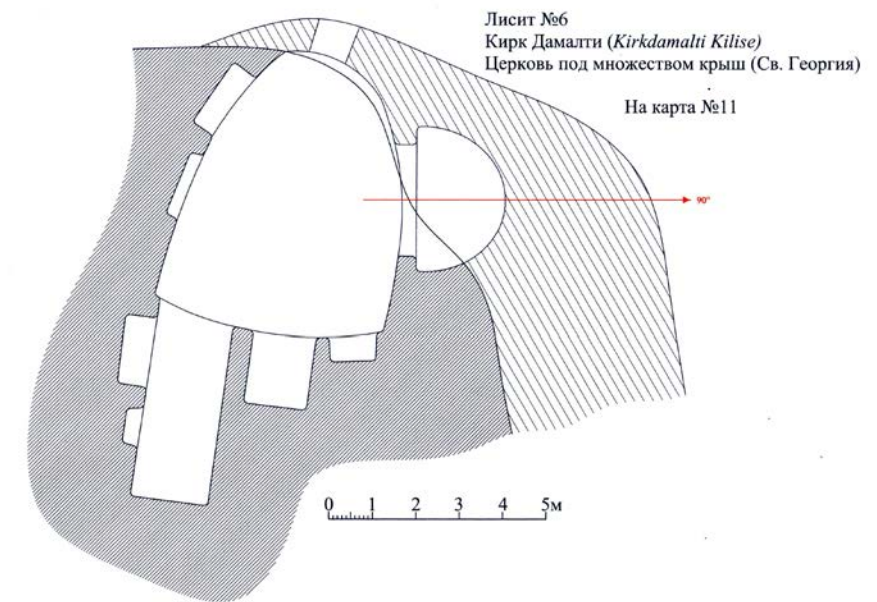 Лисит №6
Кирк Дамалти (Kirkdamalti Kilise)
Церковь под множеством крыш (Св. Георгия)
На карта №11
90°
0 1 2 3 4 5м